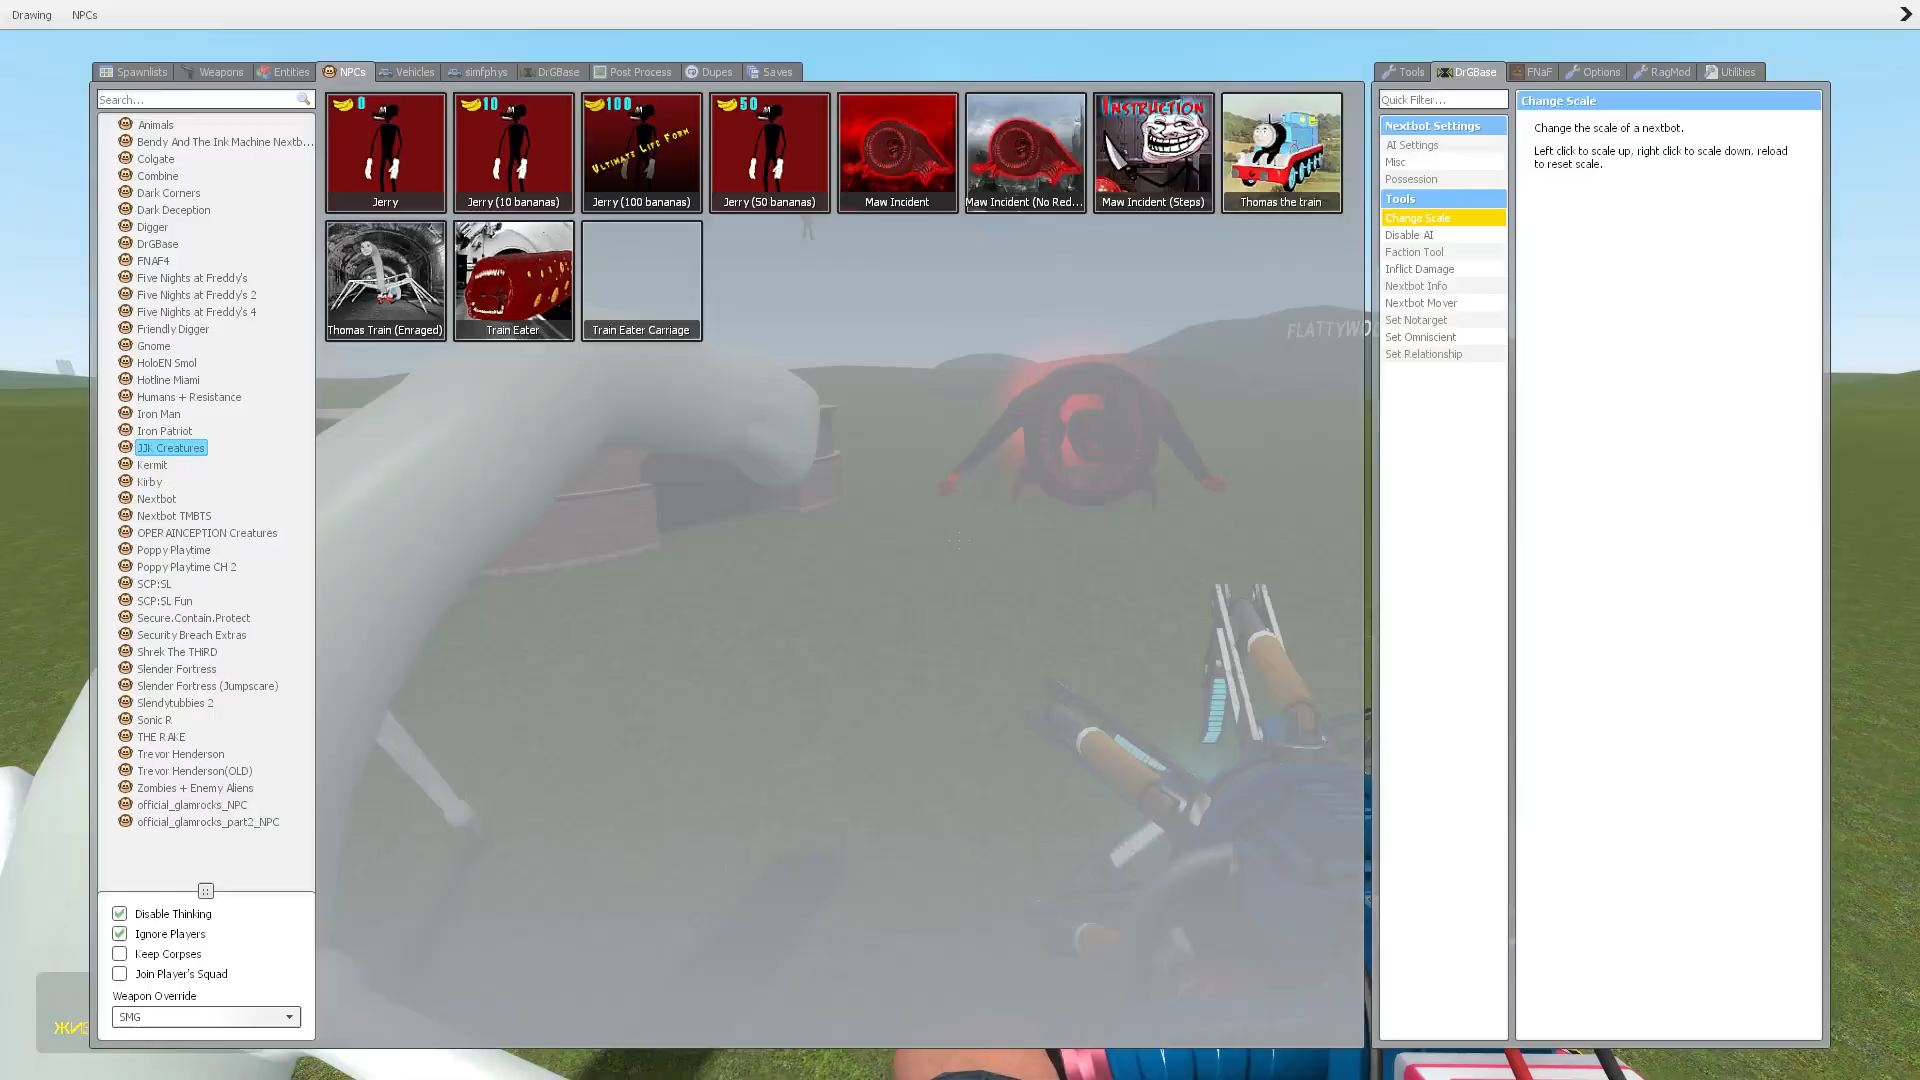 Drawing NPCs
Spawnlists Weapons Entities NPCs Vehicles simfphys DrGBase Post Process Dupes Saves
Search...
Animals
Bendy And The Ink Machine Nextb...
Colgate
Combine
Dark Corners
Dark Deception
Digger
DrGBase
FNAF4
Five Nights at Freddy's
Five Nights at Freddy's 2
Five Nights at Freddy's 4
Friendly Digger
Gnome
HoloEN Smol
Hotline Miami
Humans + Resistance
Iron Man
Iron Patriot
JJK Creatures
Kermit
Kirby
Nextbot
Nextbot TMBTS
OPERAINCEPTION Creatures
Poppy Playtime
Poppy Playtime CH 2
SCP:SL
SCP:SL Fun
Secure.Contain.Protect
Security Breach Extras
Shrek The THiRD
Slender Fortress
Slender Fortress (Jumpscare)
Slendytubbies 2
Sonic R
THE RAKE
Trevor Henderson
Trevor Henderson(OLD)
Zombies + Enemy Aliens
official_glamrocks_NPC
official_glamrocks_part2_NPC
Disable Thinking
Ignore Players
Keep Corpses
Join Player's Squad
Weapon Override
SMG
0 10 100 50 INSTRUCTION
ULTIMATE LIFE FORM
Jerry Jerry (10 bananas) Jerry (100 bananas) Jerry (50 bananas) Maw Incident Maw Incident (No Red... Maw Incident (Steps) Thomas the train
Thomas Train (Enraged) Train Eater Train Eater Carriage
Tools DrGBase FNaF Options RagMod Utilities
Quick Filter...
Nextbot Settings
AI Settings
Misc
Possession
Tools
Change Scale
Disable AI
Faction Tool
Inflict Damage
Nextbot Info
Nextbot Mover
Set Notarget
Set Omniscient
Set Relationship
Change Scale
Change the scale of a nextbot.
Left click to scale up, right click to scale down, reload
to reset scale.